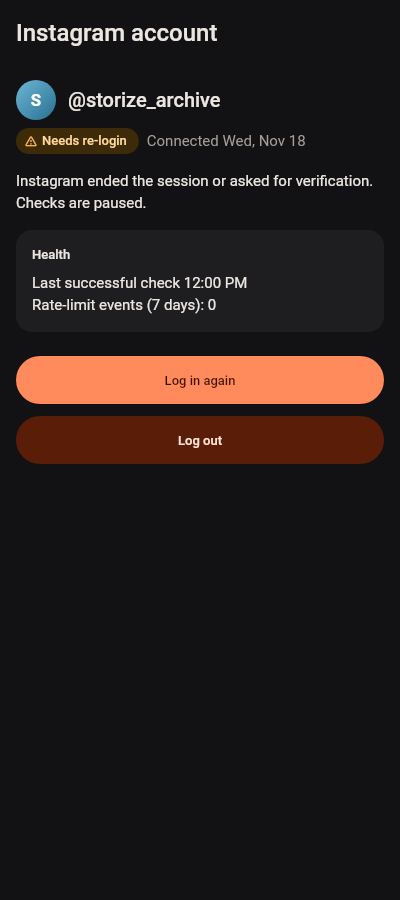 Instagram account
S
@storize_archive
Needs re-login
Connected Wed, Nov 18
Instagram ended the session or asked for verification.
Checks are paused.
Health
Last successful check 12:00 PM
Rate-limit events (7 days): 0
Log in again
Log out